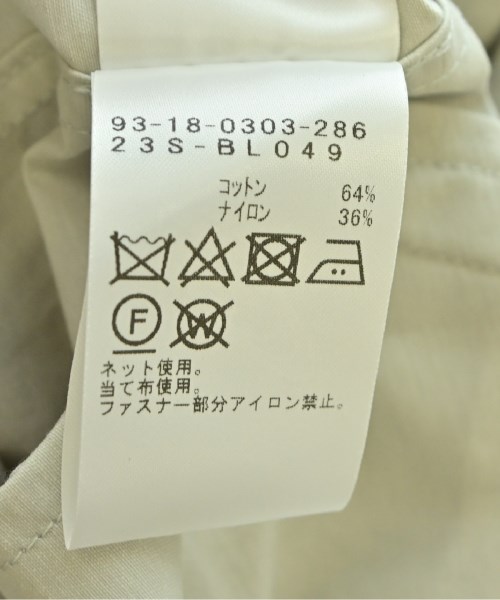 93-18-0303-286
23S-BL049
コットン 64%
ナイロン 36%
F W
ネット使用。
当て布使用。
ファスナー部分アイロン禁止。